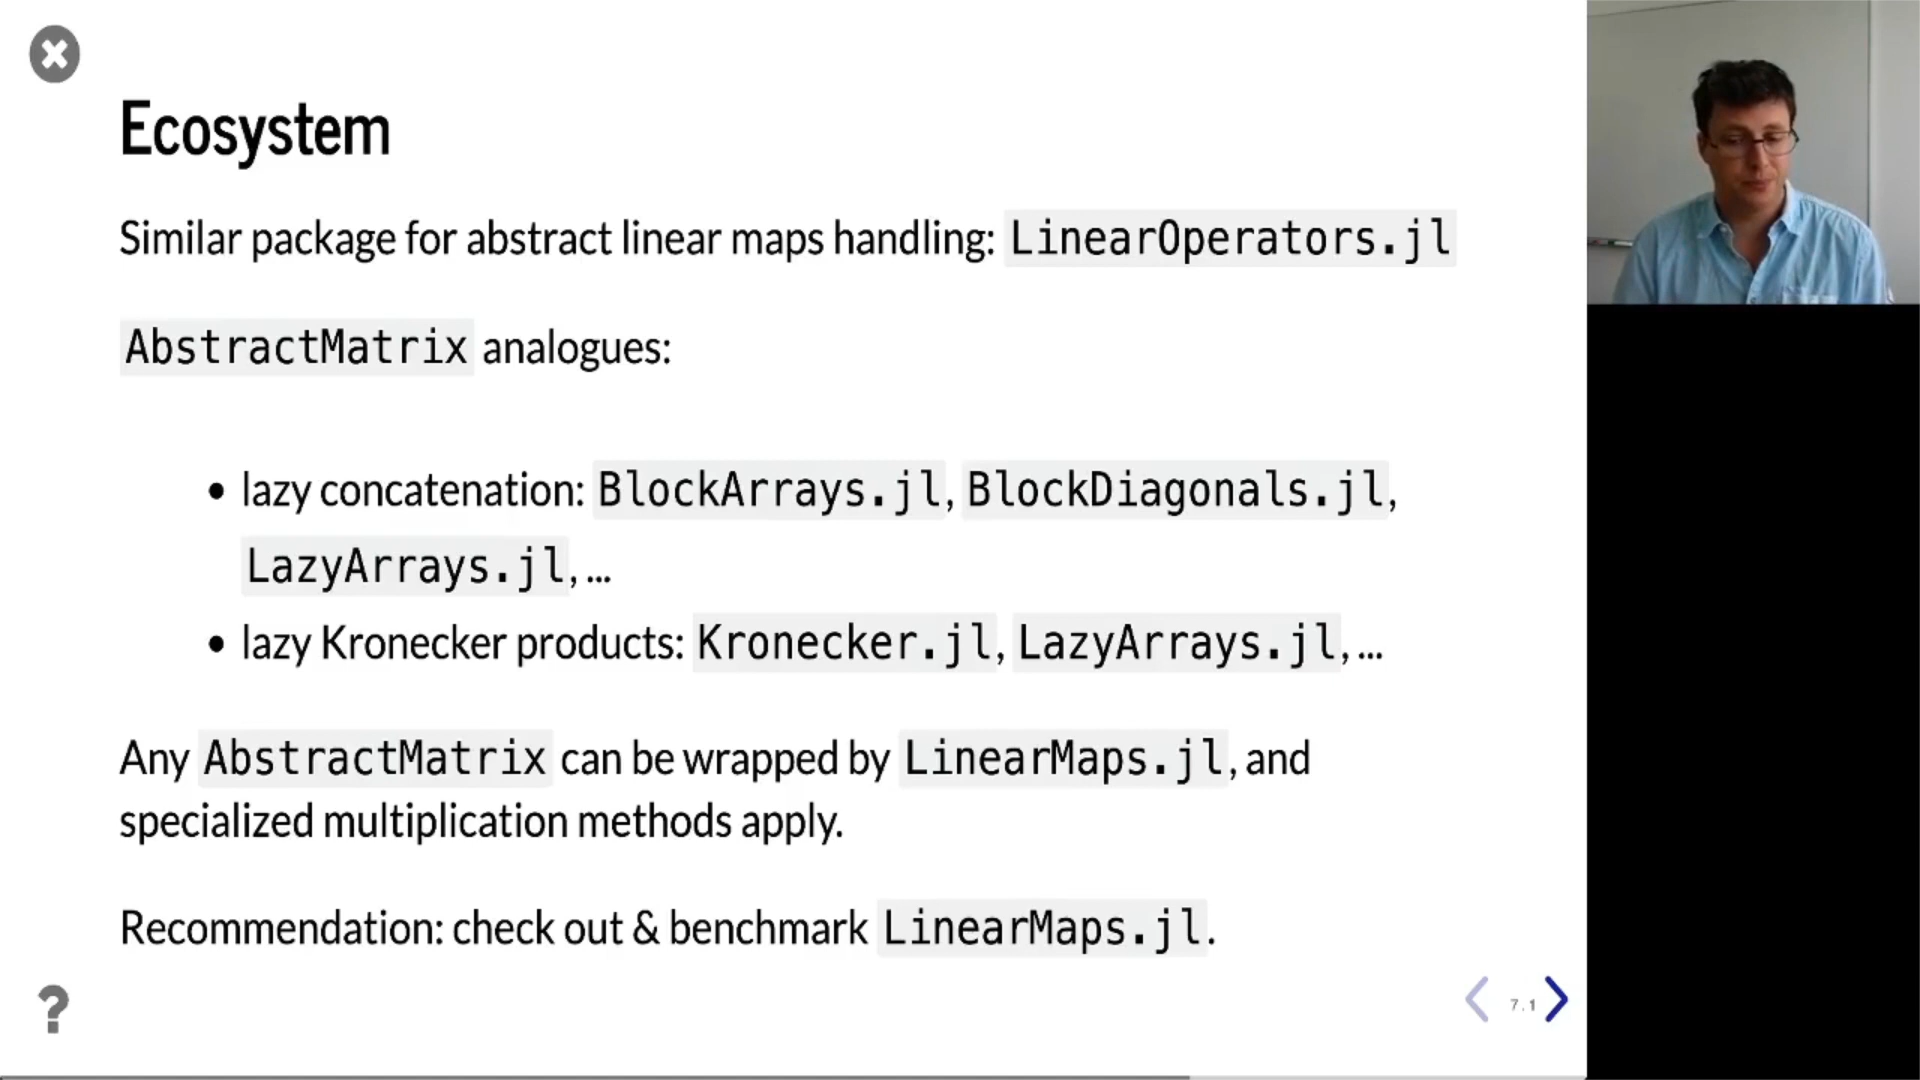 Ecosystem
Similar package for abstract linear maps handling: LinearOperators.jl
AbstractMatrix analogues:
• lazy concatenation: BlockArrays.jl, BlockDiagonals.jl,
LazyArrays.jl, ...
• lazy Kronecker products: Kronecker.jl, LazyArrays.jl, ...
Any AbstractMatrix can be wrapped by LinearMaps.jl, and
specialized multiplication methods apply.
Recommendation: check out & benchmark LinearMaps.jl.
?
7.1